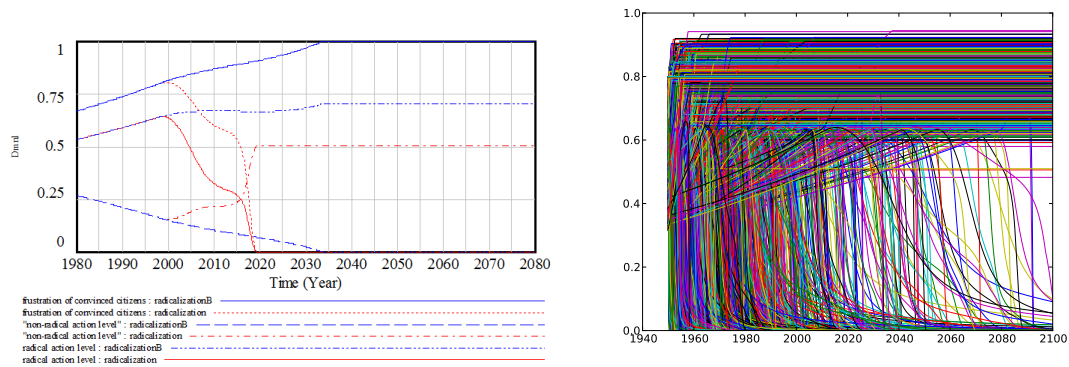 1
0.75
0.5
0.25
0
Dmnl
1980 1990 2000 2010 2020 2030 2040 2050 2060 2070 2080
Time (Year)
frustration of convinced citizens : radicalizationB
frustration of convinced citizens : radicalization
"non-radical action level" : radicalizationB
"non-radical action level" : radicalization
radical action level : radicalizationB
radical action level : radicalization
1.0
0.8
0.6
0.4
0.2
0.0
1940 1960 1980 2000 2020 2040 2060 2080 2100